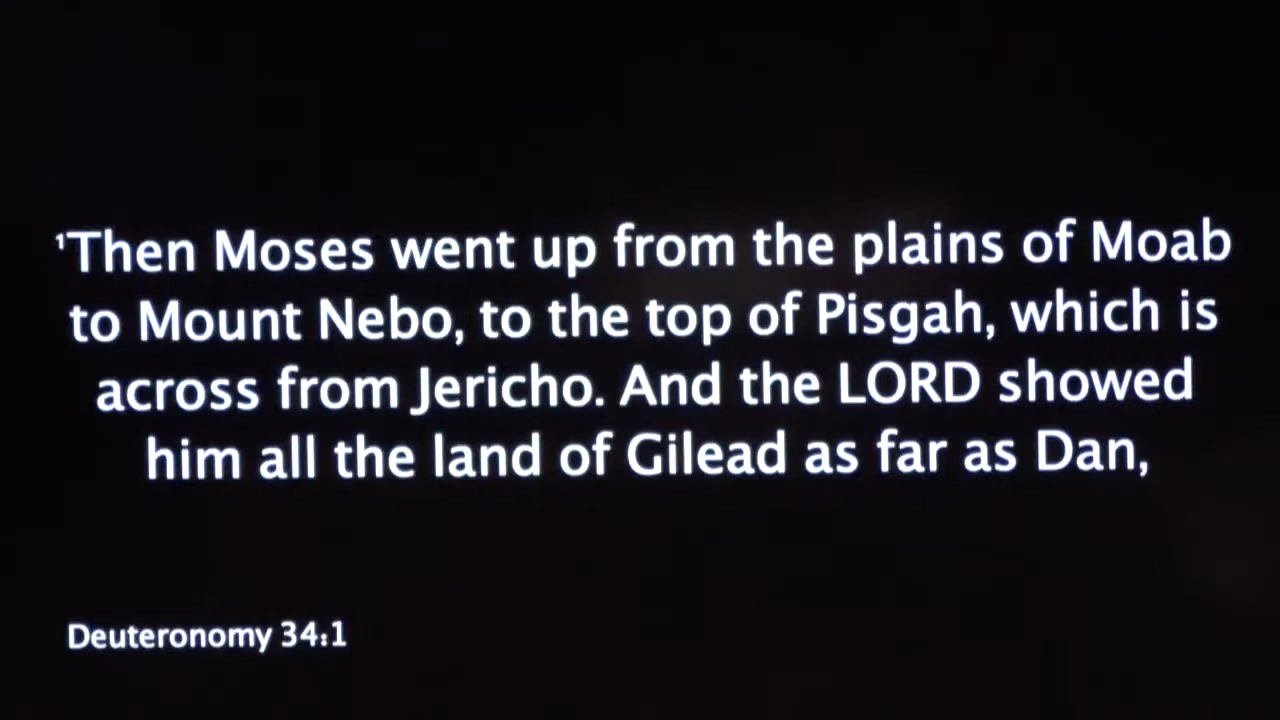 ¹Then Moses went up from the plains of Moab
to Mount Nebo, to the top of Pisgah, which is
across from Jericho. And the LORD showed
him all the land of Gilead as far as Dan,
Deuteronomy 34:1